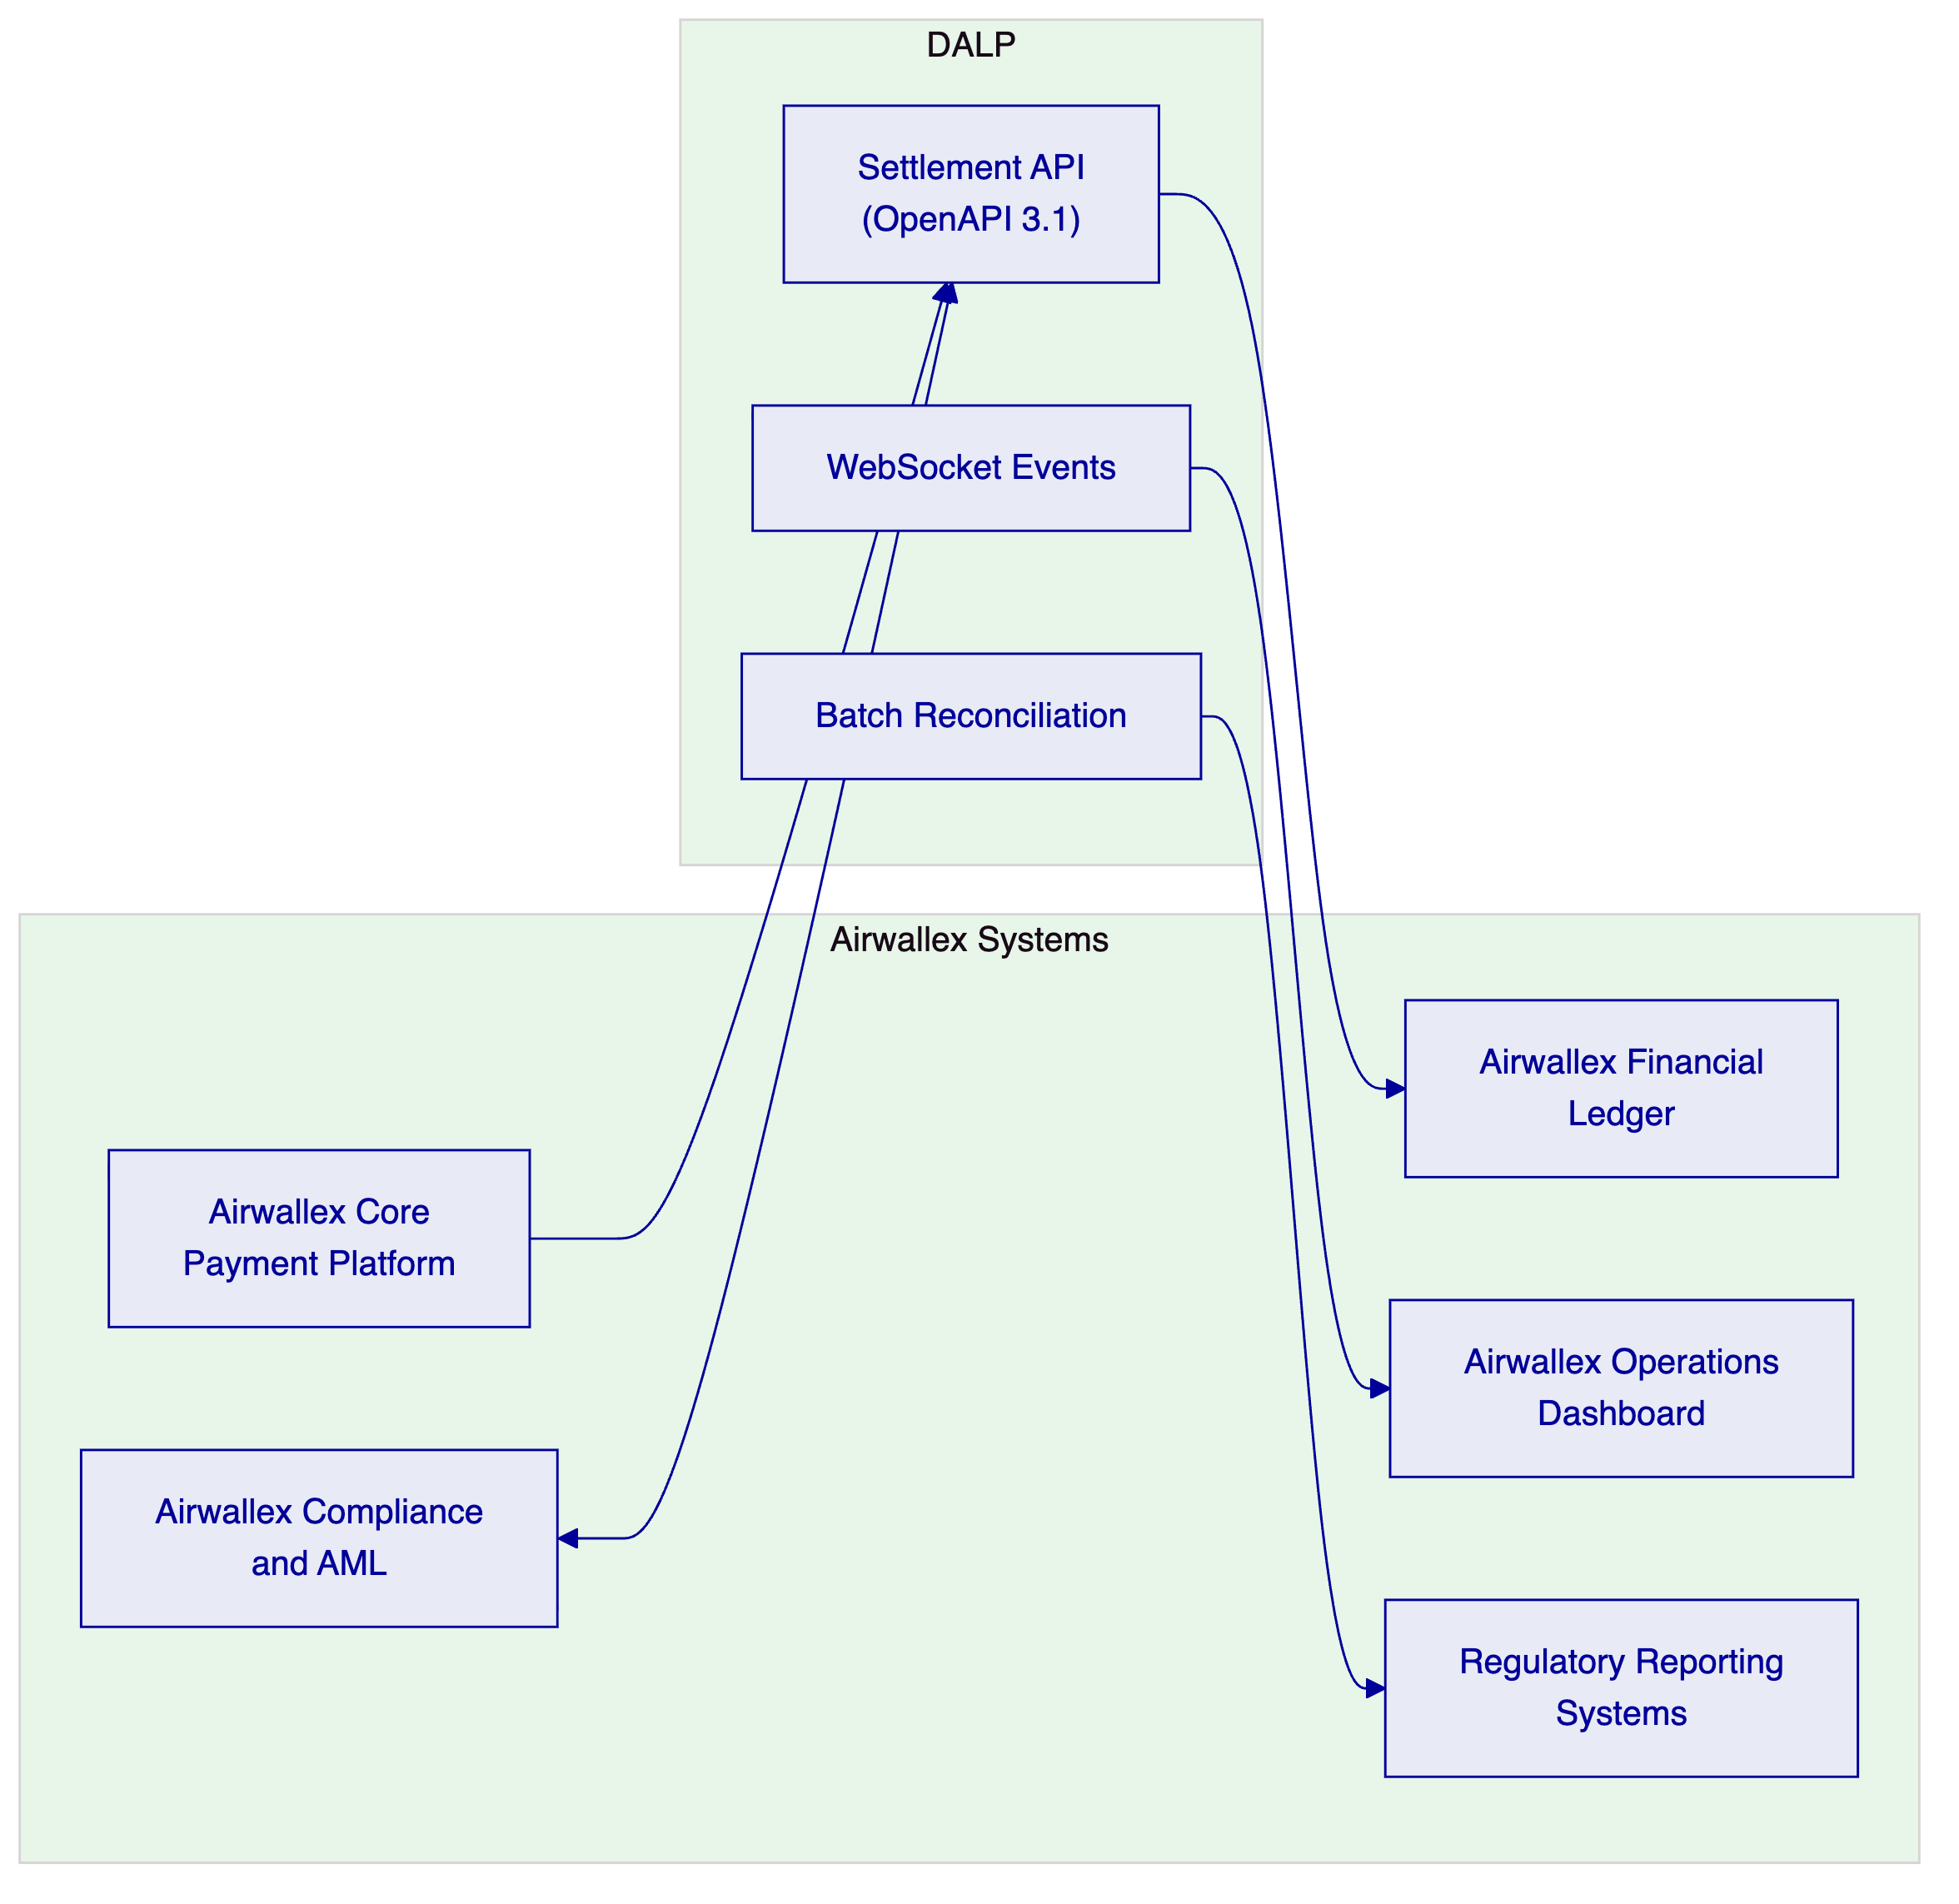 DALP
Settlement API
(OpenAPI 3.1)
WebSocket Events
Batch Reconciliation
Airwallex Systems
Airwallex Financial
Ledger
Airwallex Core
Payment Platform
Airwallex Operations
Dashboard
Airwallex Compliance
and AML
Regulatory Reporting
Systems